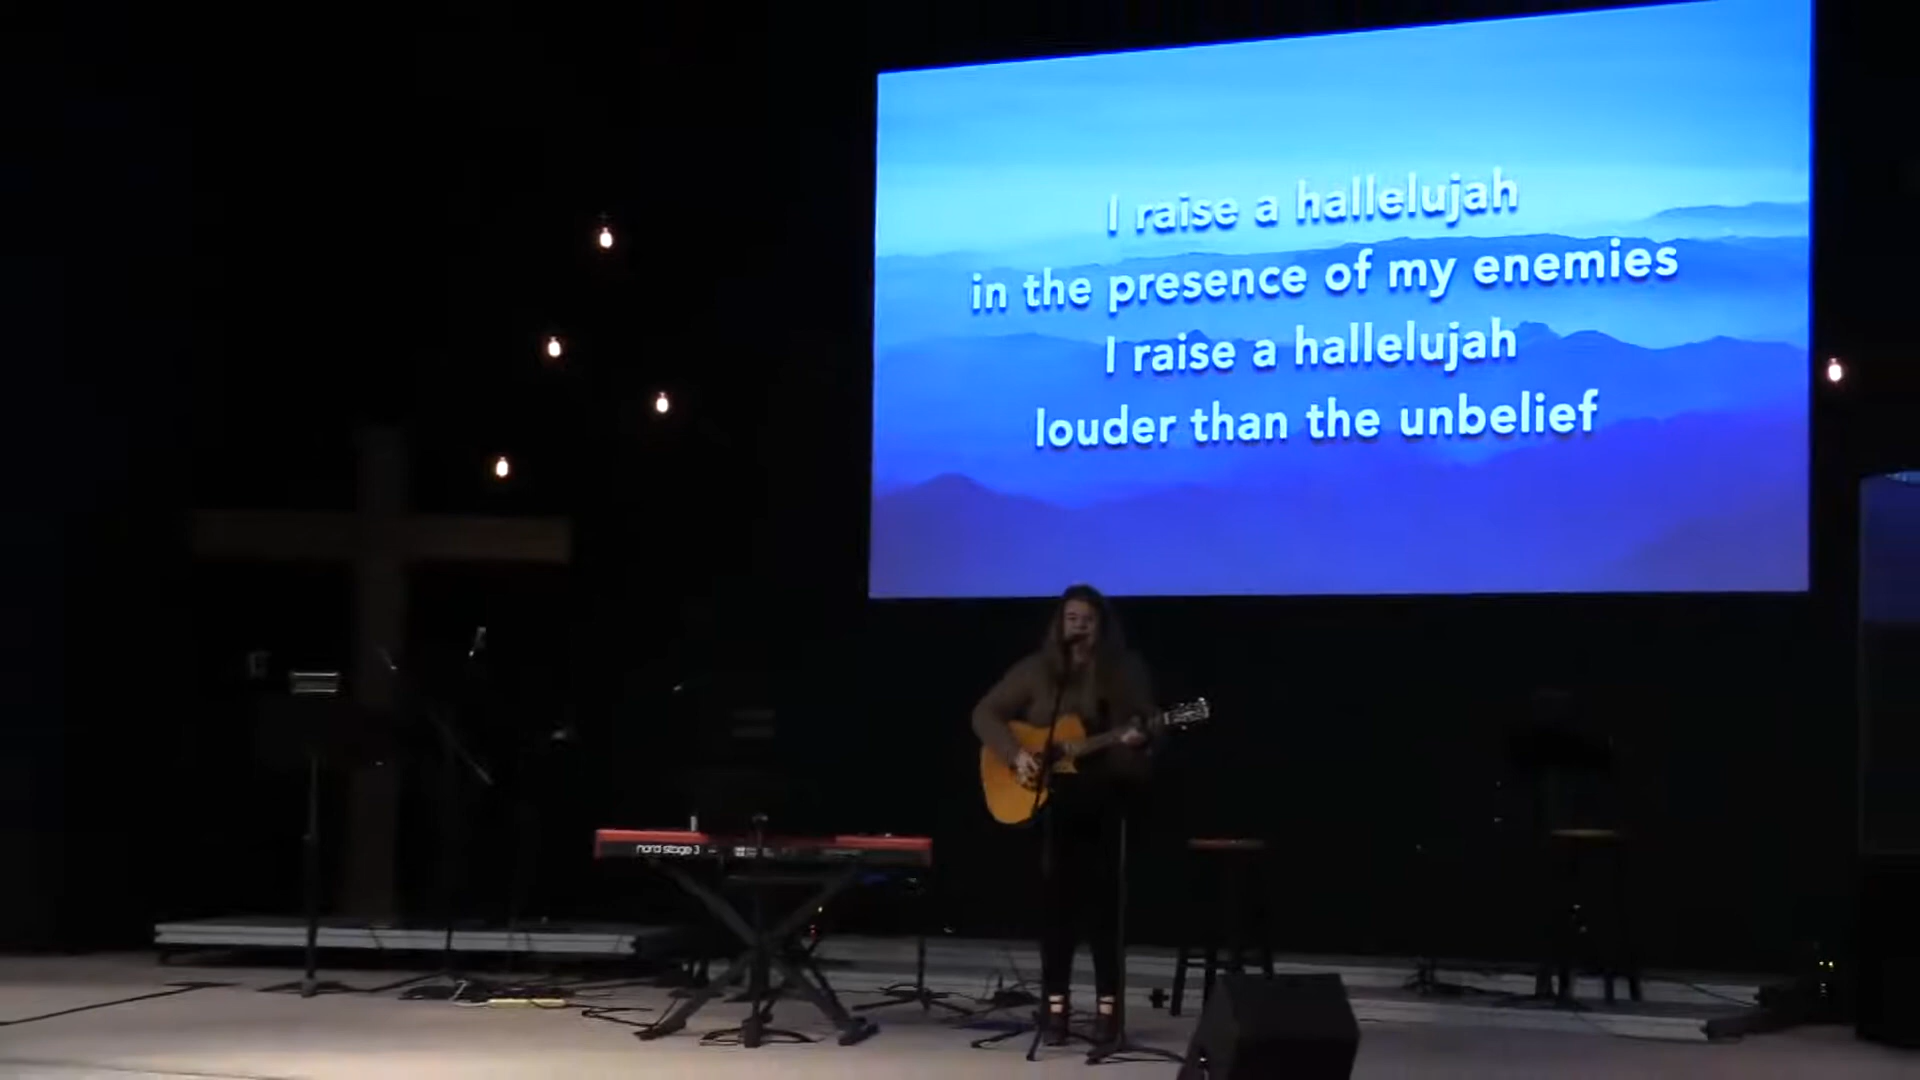 I raise a hallelujah
in the presence of my enemies
I raise a hallelujah
louder than the unbelief
nord stage 3